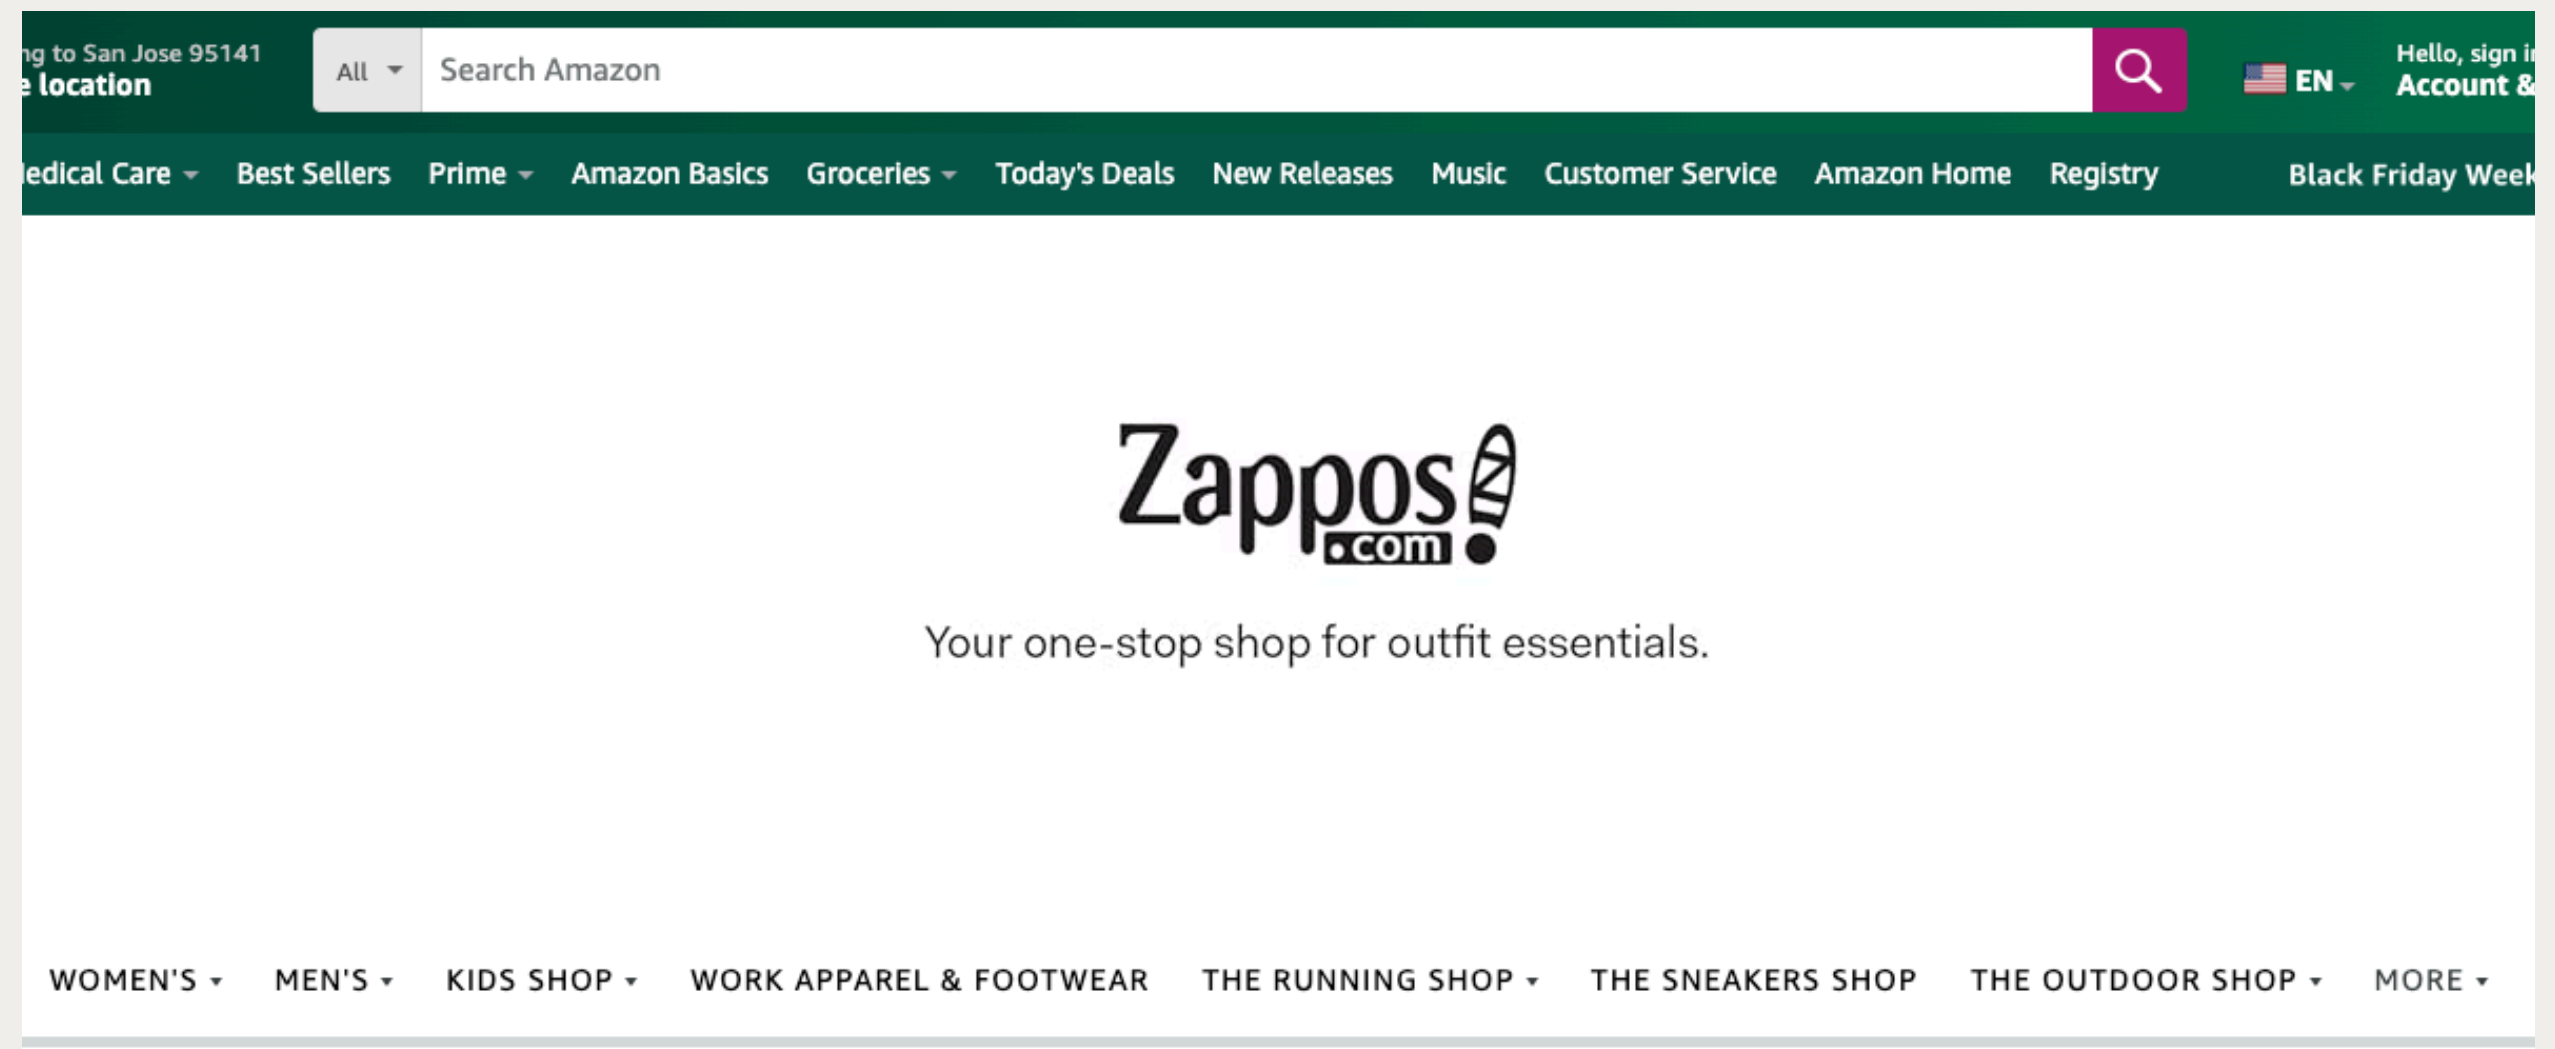 ng to San Jose 95141
location
All
Search Amazon
EN
Hello, sign in
Account &
edical Care
Best Sellers
Prime
Amazon Basics
Groceries
Today's Deals
New Releases
Music
Customer Service
Amazon Home
Registry
Black Friday Week
Zappos!
.com
Your one-stop shop for outfit essentials.
WOMEN'S
MEN'S
KIDS SHOP
WORK APPAREL & FOOTWEAR
THE RUNNING SHOP
THE SNEAKERS SHOP
THE OUTDOOR SHOP
MORE